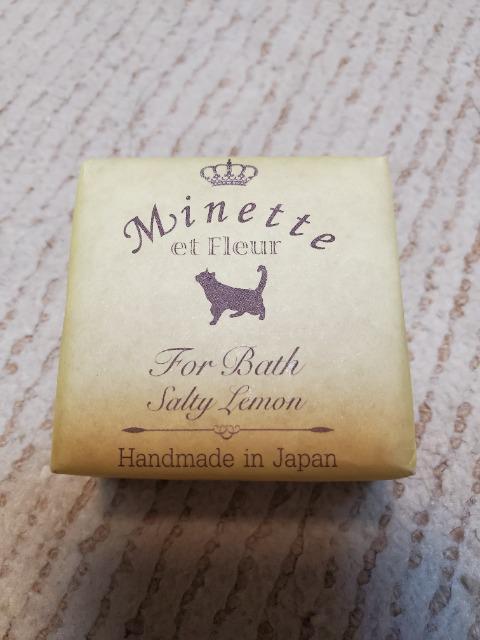 Minette
et Fleur
For Bath
Salty Lemon
Handmade in Japan